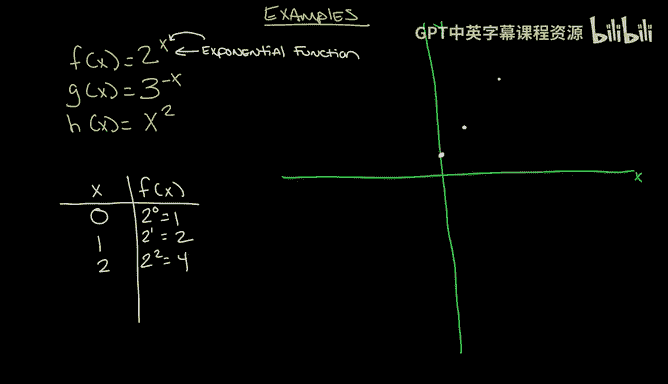 EXAMPLES
GPT中英字幕课程资源 bilibili
f(x)=2^x ← EXPONENTIAL FUNCTION
g(x)=3^-x
h(x)=x^2
x f(x)
0 2^0=1
1 2^1=2
2 2^2=4
x